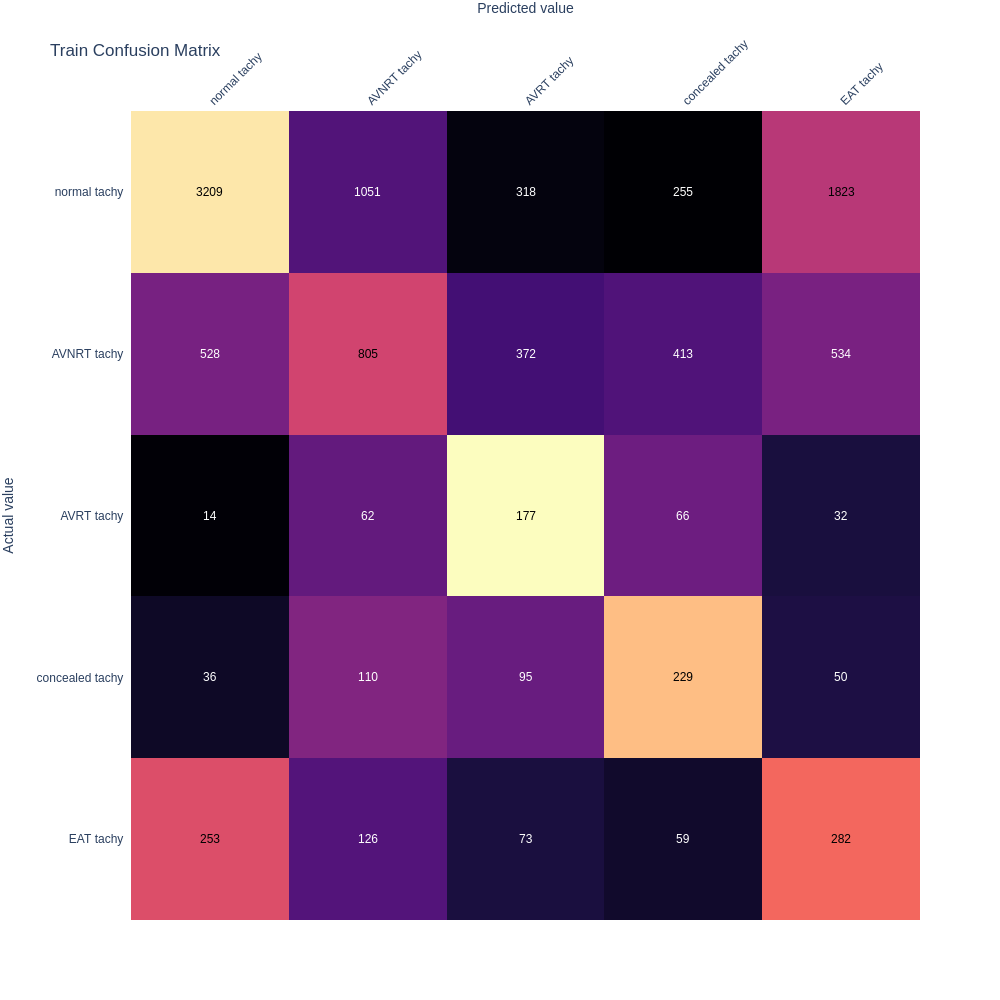 Predicted value
Train Confusion Matrix
normal tachy AVNRT tachy AVRT tachy concealed tachy EAT tachy
normal tachy 3209 1051 318 255 1823
AVNRT tachy 528 805 372 413 534
Actual value
AVRT tachy 14 62 177 66 32
concealed tachy 36 110 95 229 50
EAT tachy 253 126 73 59 282